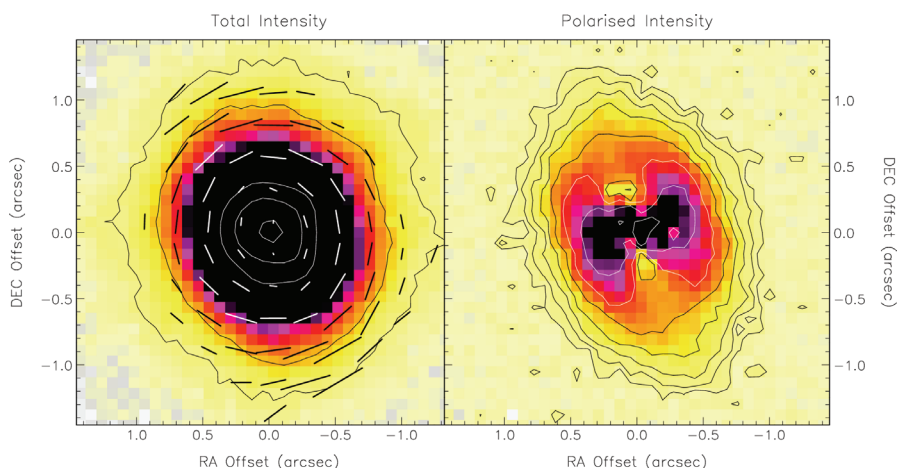 Total Intensity
Polarised Intensity
1.0
0.5
0.0
−0.5
−1.0
DEC Offset (arcsec)
1.0
0.5
0.0
−0.5
−1.0
DEC Offset (arcsec)
1.0 0.5 0.0 −0.5 −1.0
1.0 0.5 0.0 −0.5 −1.0
RA Offset (arcsec)
RA Offset (arcsec)